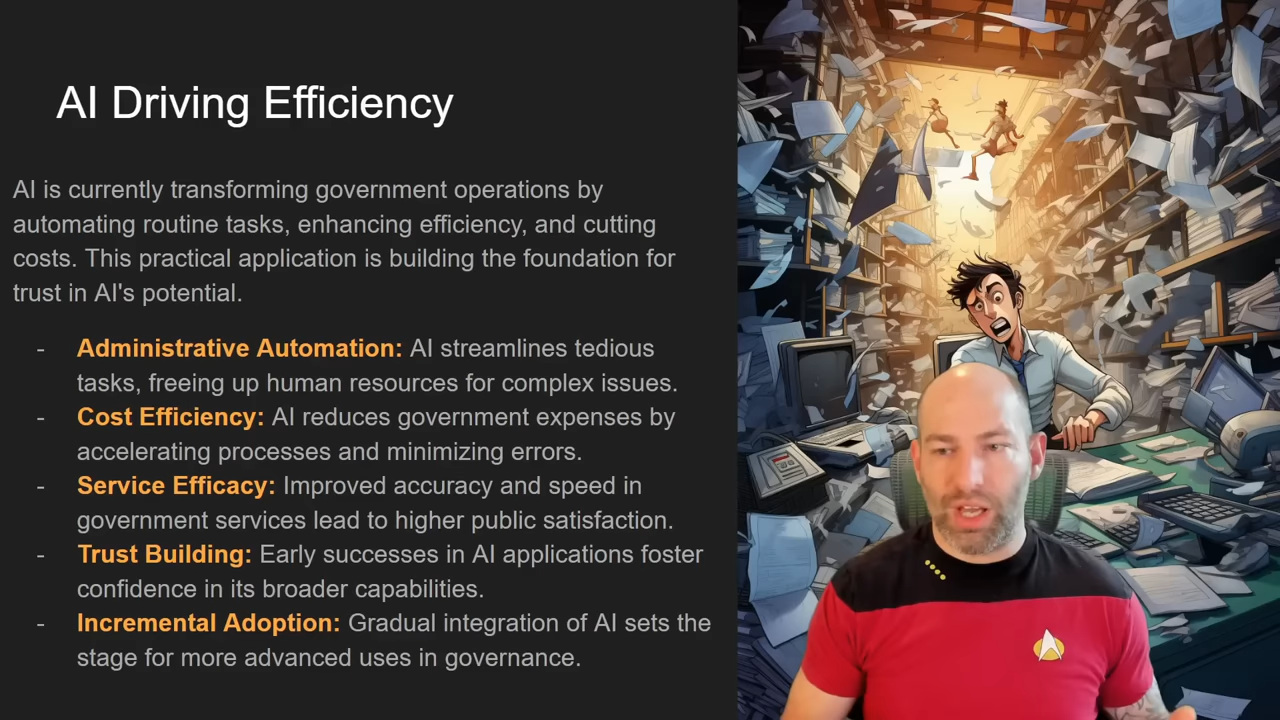 AI Driving Efficiency
AI is currently transforming government operations by
automating routine tasks, enhancing efficiency, and cutting
costs. This practical application is building the foundation for
trust in AI's potential.
- Administrative Automation: AI streamlines tedious
tasks, freeing up human resources for complex issues.
- Cost Efficiency: AI reduces government expenses by
accelerating processes and minimizing errors.
- Service Efficacy: Improved accuracy and speed in
government services lead to higher public satisfaction.
- Trust Building: Early successes in AI applications foster
confidence in its broader capabilities.
- Incremental Adoption: Gradual integration of AI sets the
stage for more advanced uses in governance.